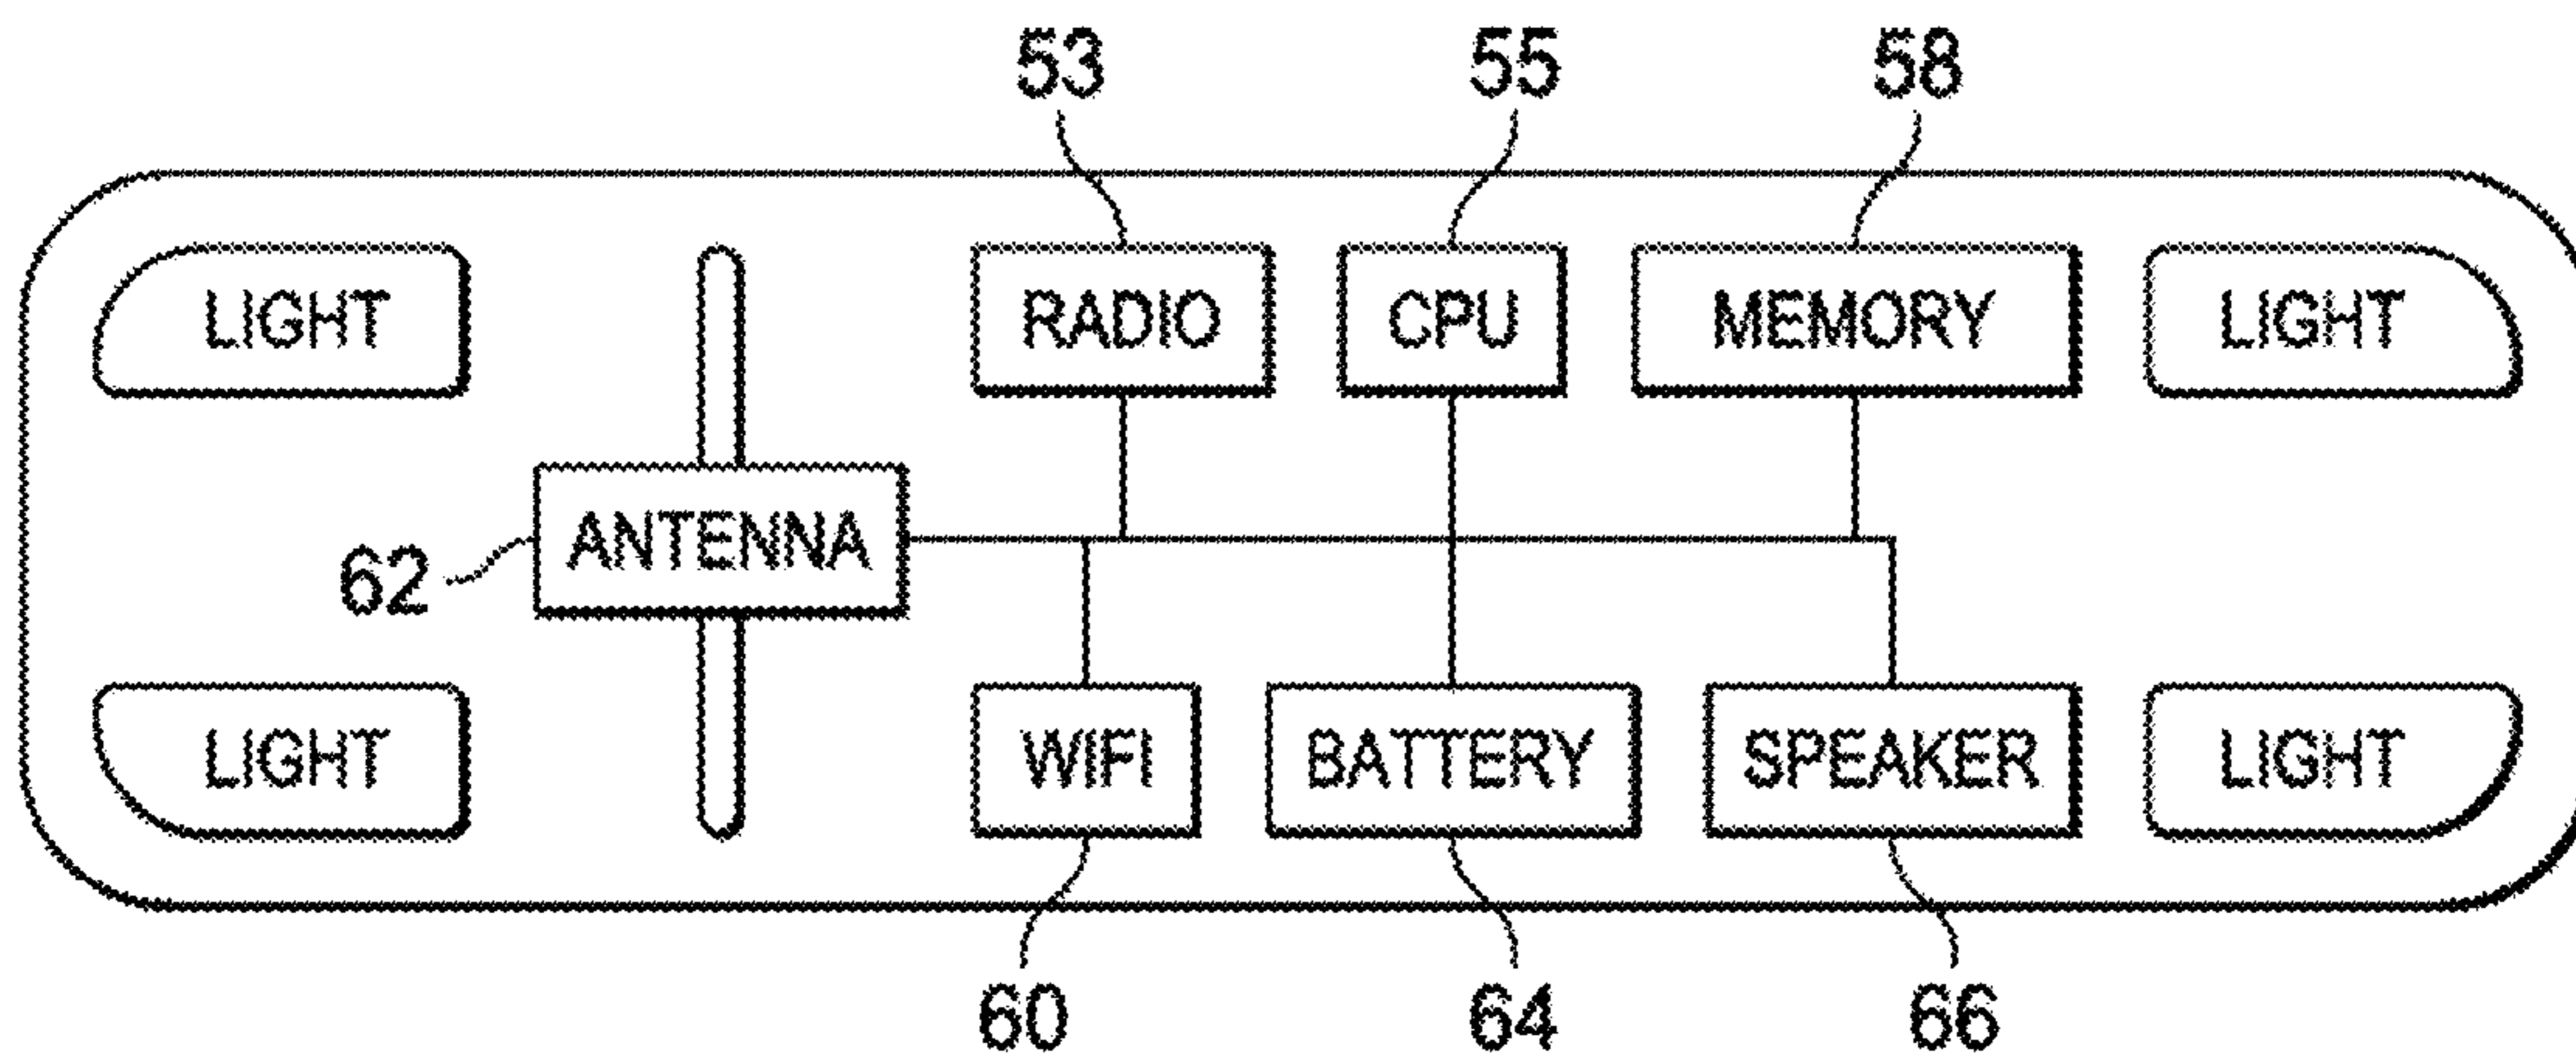 53 55 58
LIGHT RADIO CPU MEMORY LIGHT
62 ANTENNA
LIGHT WIFI BATTERY SPEAKER LIGHT
60 64 66